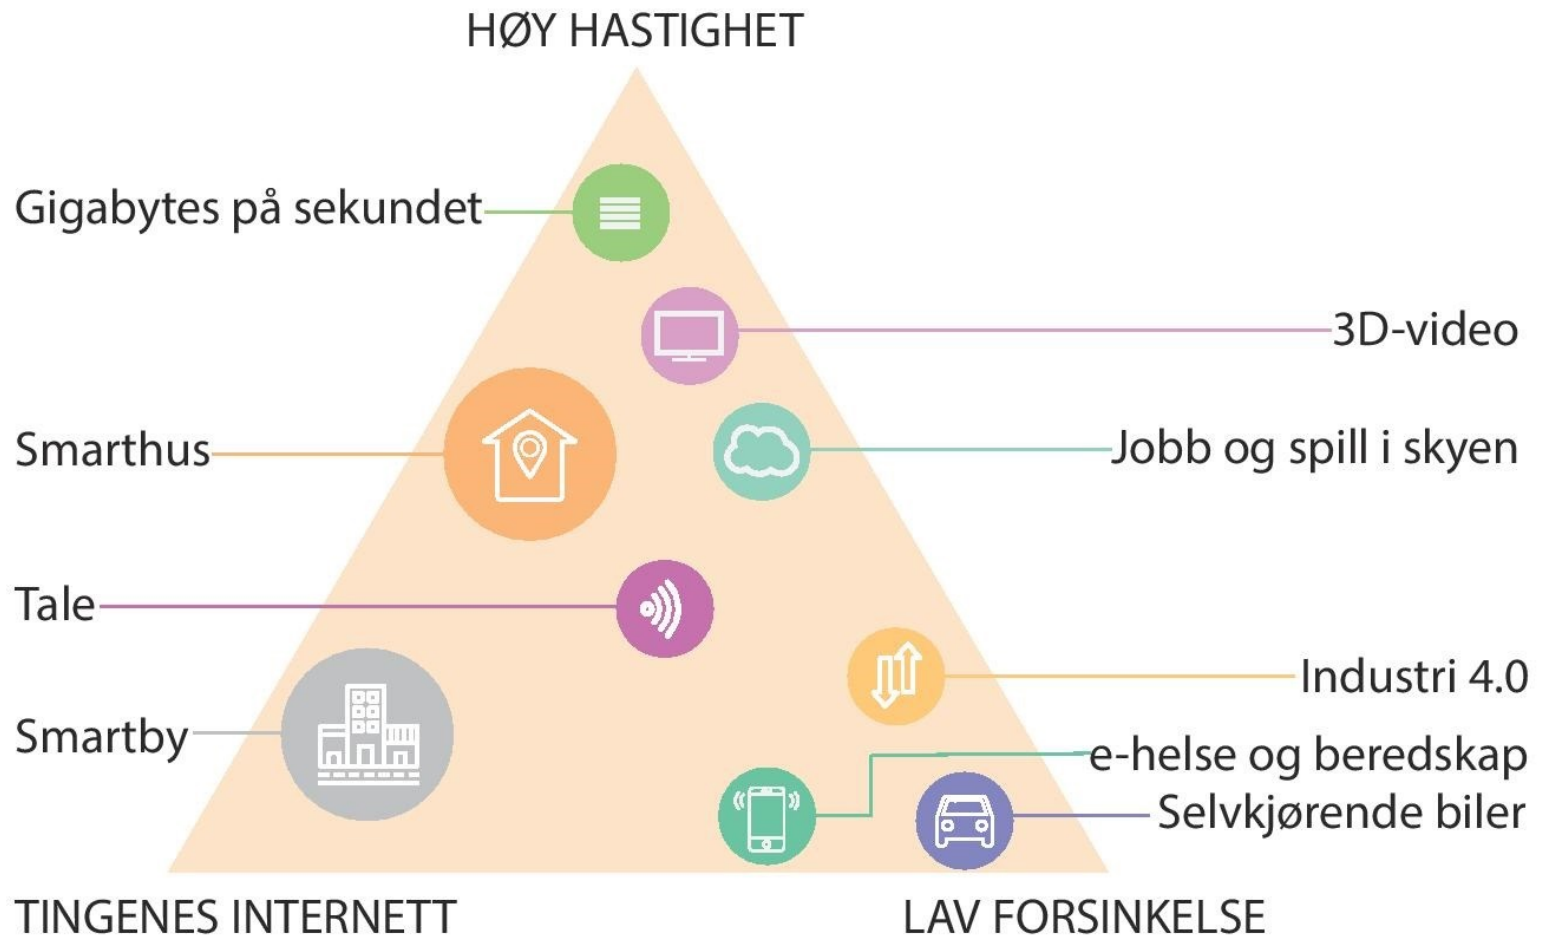 HØY HASTIGHET
Gigabytes på sekundet
3D-video
Smarthus
Jobb og spill i skyen
Tale
Industri 4.0
Smartby
e-helse og beredskap
Selvkjørende biler
TINGENES INTERNETT
LAV FORSINKELSE